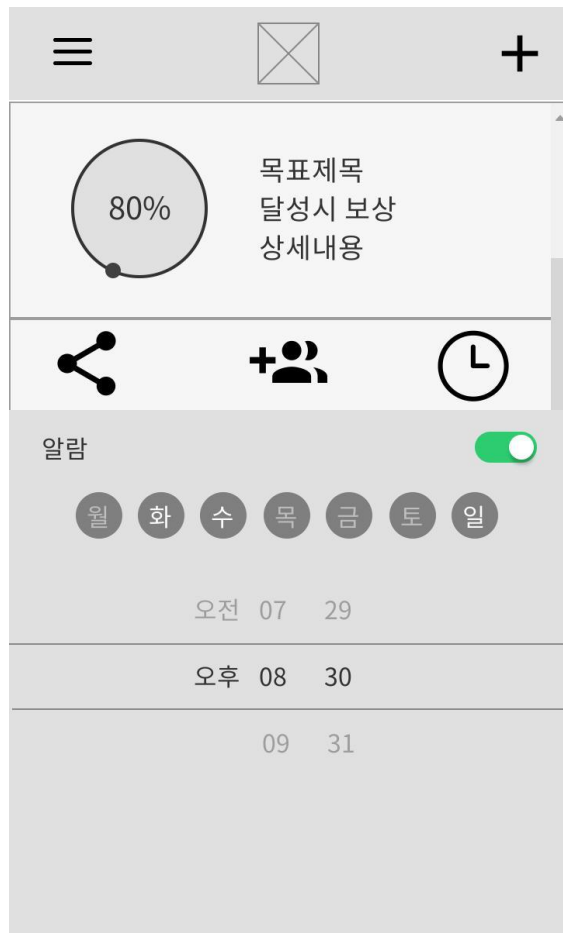 80%
목표제목
달성시 보상
상세내용
알람
월 화 수 목 금 토 일
오전 07 29
오후 08 30
09 31